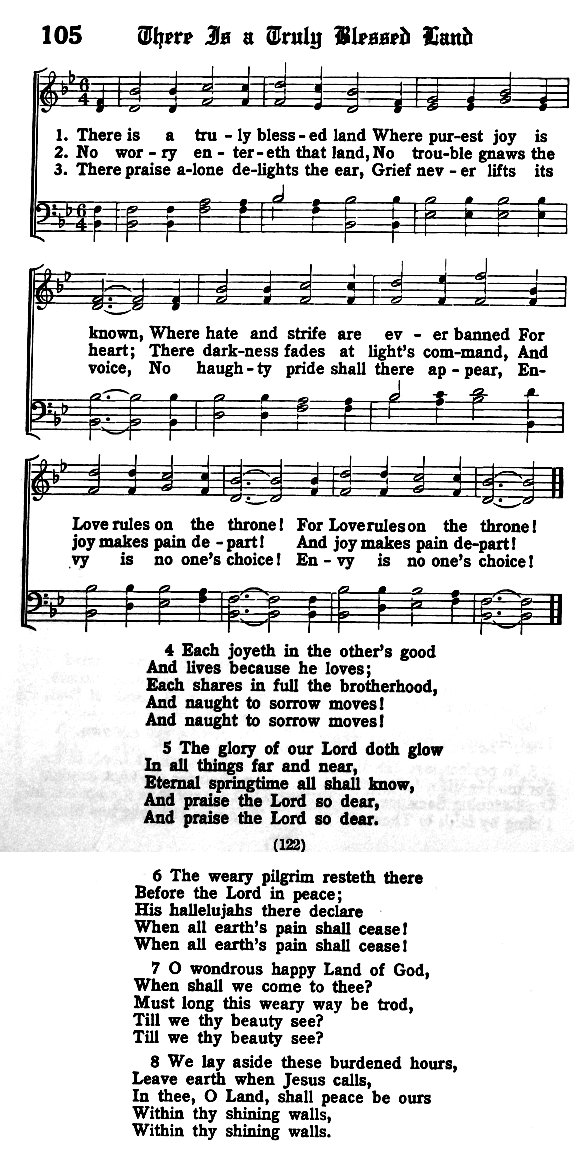 105 There Is a Truly Blessed Land
6 4
1. There is a tru - ly bless - ed land Where pur-est joy is
2. No wor - ry en - ter-eth that land, No trou-ble gnaws the
3. There praise a-lone de-lights the ear, Grief nev - er lifts its
6 4
known, Where hate and strife are ev - er banned For
heart; There dark-ness fades at light's com-mand, And
voice, No haugh-ty pride shall there ap - pear, En-
Love rules on the throne! For Love rules on the throne!
joy makes pain de - part! And joy makes pain de-part!
vy is no one's choice! En - vy is no one's choice!
4 Each joyeth in the other's good
And lives because he loves;
Each shares in full the brotherhood,
And naught to sorrow moves!
And naught to sorrow moves!
5 The glory of our Lord doth glow
In all things far and near,
Eternal springtime all shall know,
And praise the Lord so dear,
And praise the Lord so dear.
(122)
6 The weary pilgrim resteth there
Before the Lord in peace;
His hallelujahs there declare
When all earth's pain shall cease!
When all earth's pain shall cease!
7 O wondrous happy Land of God,
When shall we come to thee?
Must long this weary way be trod,
Till we thy beauty see?
Till we thy beauty see?
8 We lay aside these burdened hours,
Leave earth when Jesus calls,
In thee, O Land, shall peace be ours
Within thy shining walls,
Within thy shining walls.